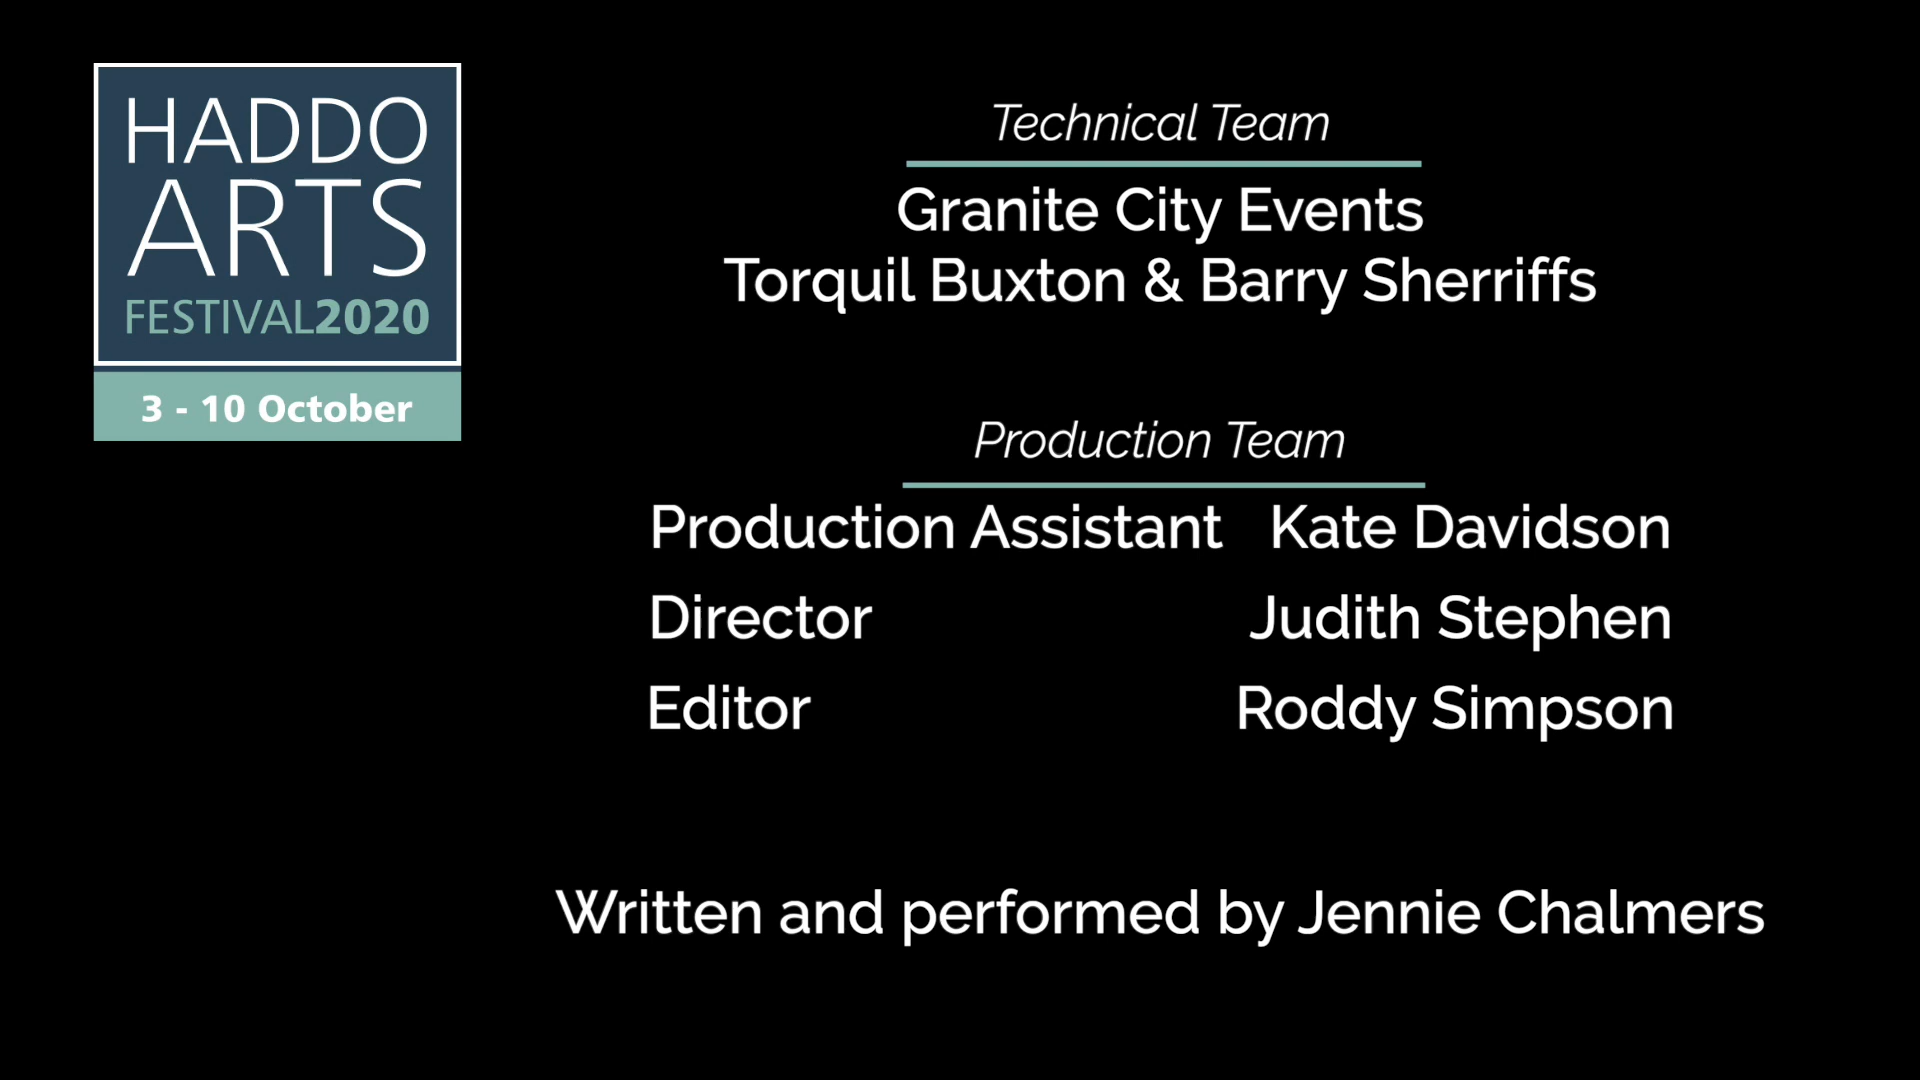 HADDO
ARTS
FESTIVAL2020
3 - 10 October
Technical Team
Granite City Events
Torquil Buxton & Barry Sherriffs
Production Team
Production Assistant Kate Davidson
Director Judith Stephen
Editor Roddy Simpson
Written and performed by Jennie Chalmers